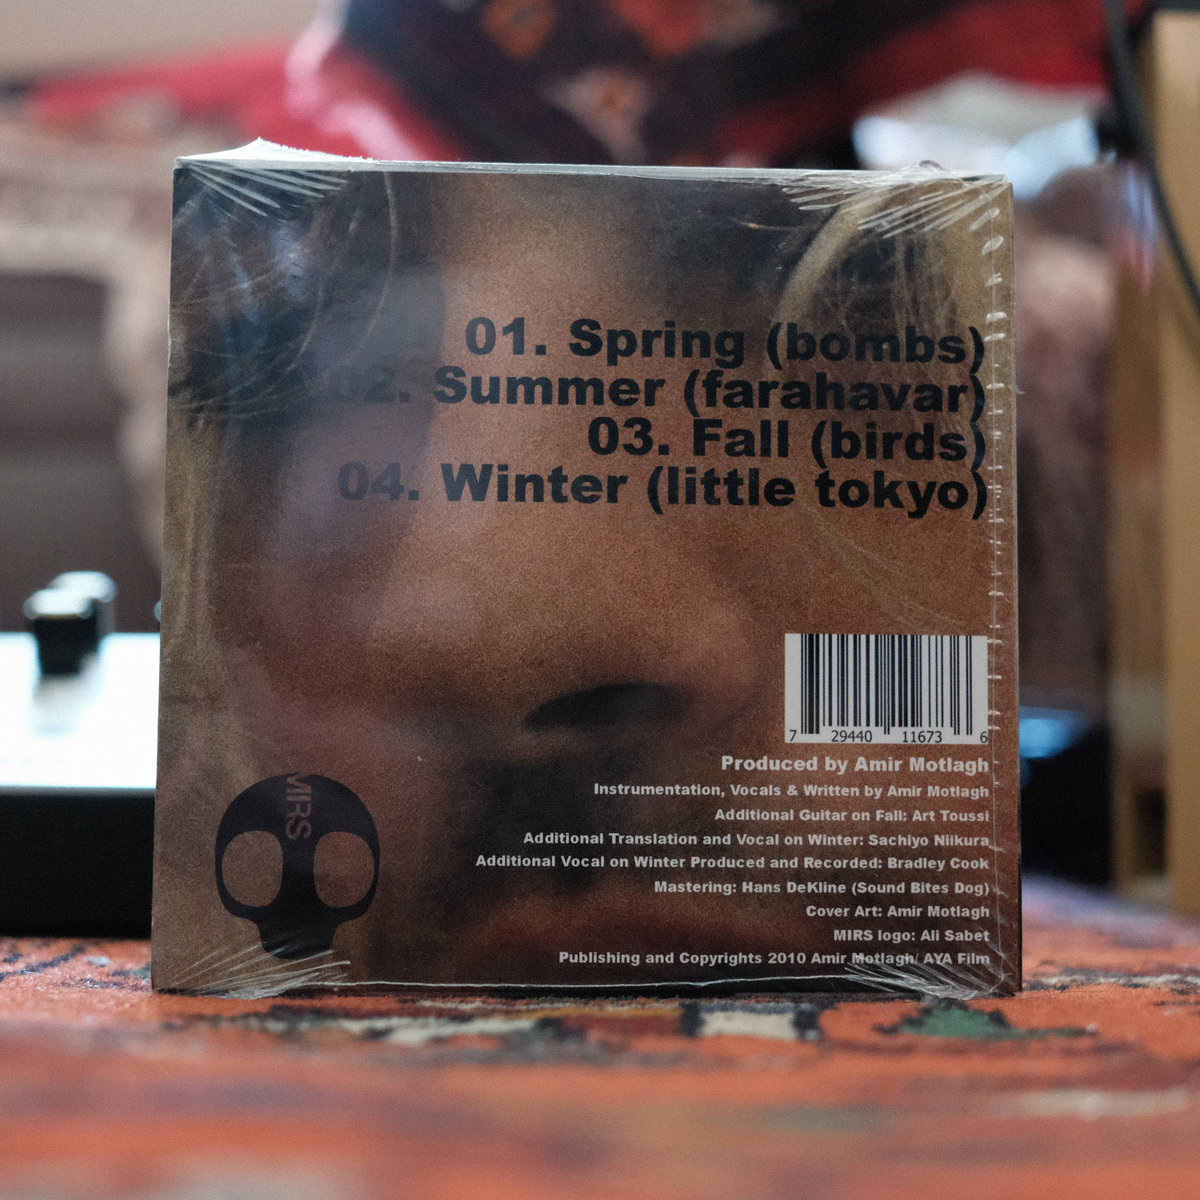 01. Spring (bombs)
02. Summer (farahavar)
03. Fall (birds)
04. Winter (little tokyo)
7 29440 11673 6
Produced by Amir Motlagh
Instrumentation, Vocals & Written by Amir Motlagh
Additional Guitar on Fall: Art Toussi
Additional Translation and Vocal on Winter: Sachiyo Niikura
Additional Vocal on Winter Produced and Recorded: Bradley Cook
Mastering: Hans DeKline (Sound Bites Dog)
Cover Art: Amir Motlagh
MIRS logo: Ali Sabet
Publishing and Copyrights 2010 Amir Motlagh/ AYA Film
MIRS